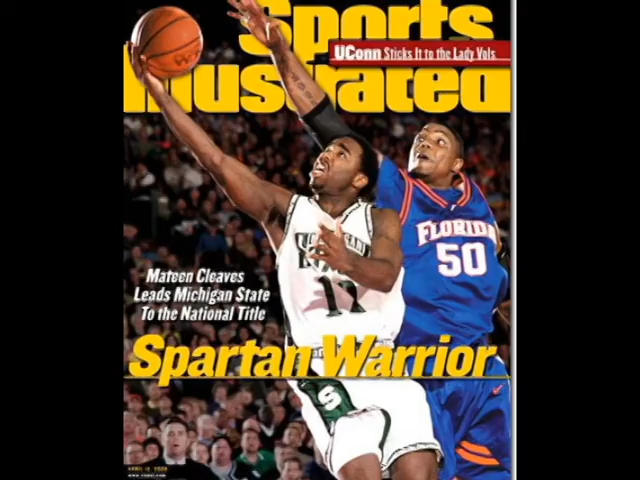 Sports
Illustrated
UConn Sticks It to the Lady Vols
FLORIDA
50
Mateen Cleaves
Leads Michigan State
To the National Title
Spartan Warrior
S